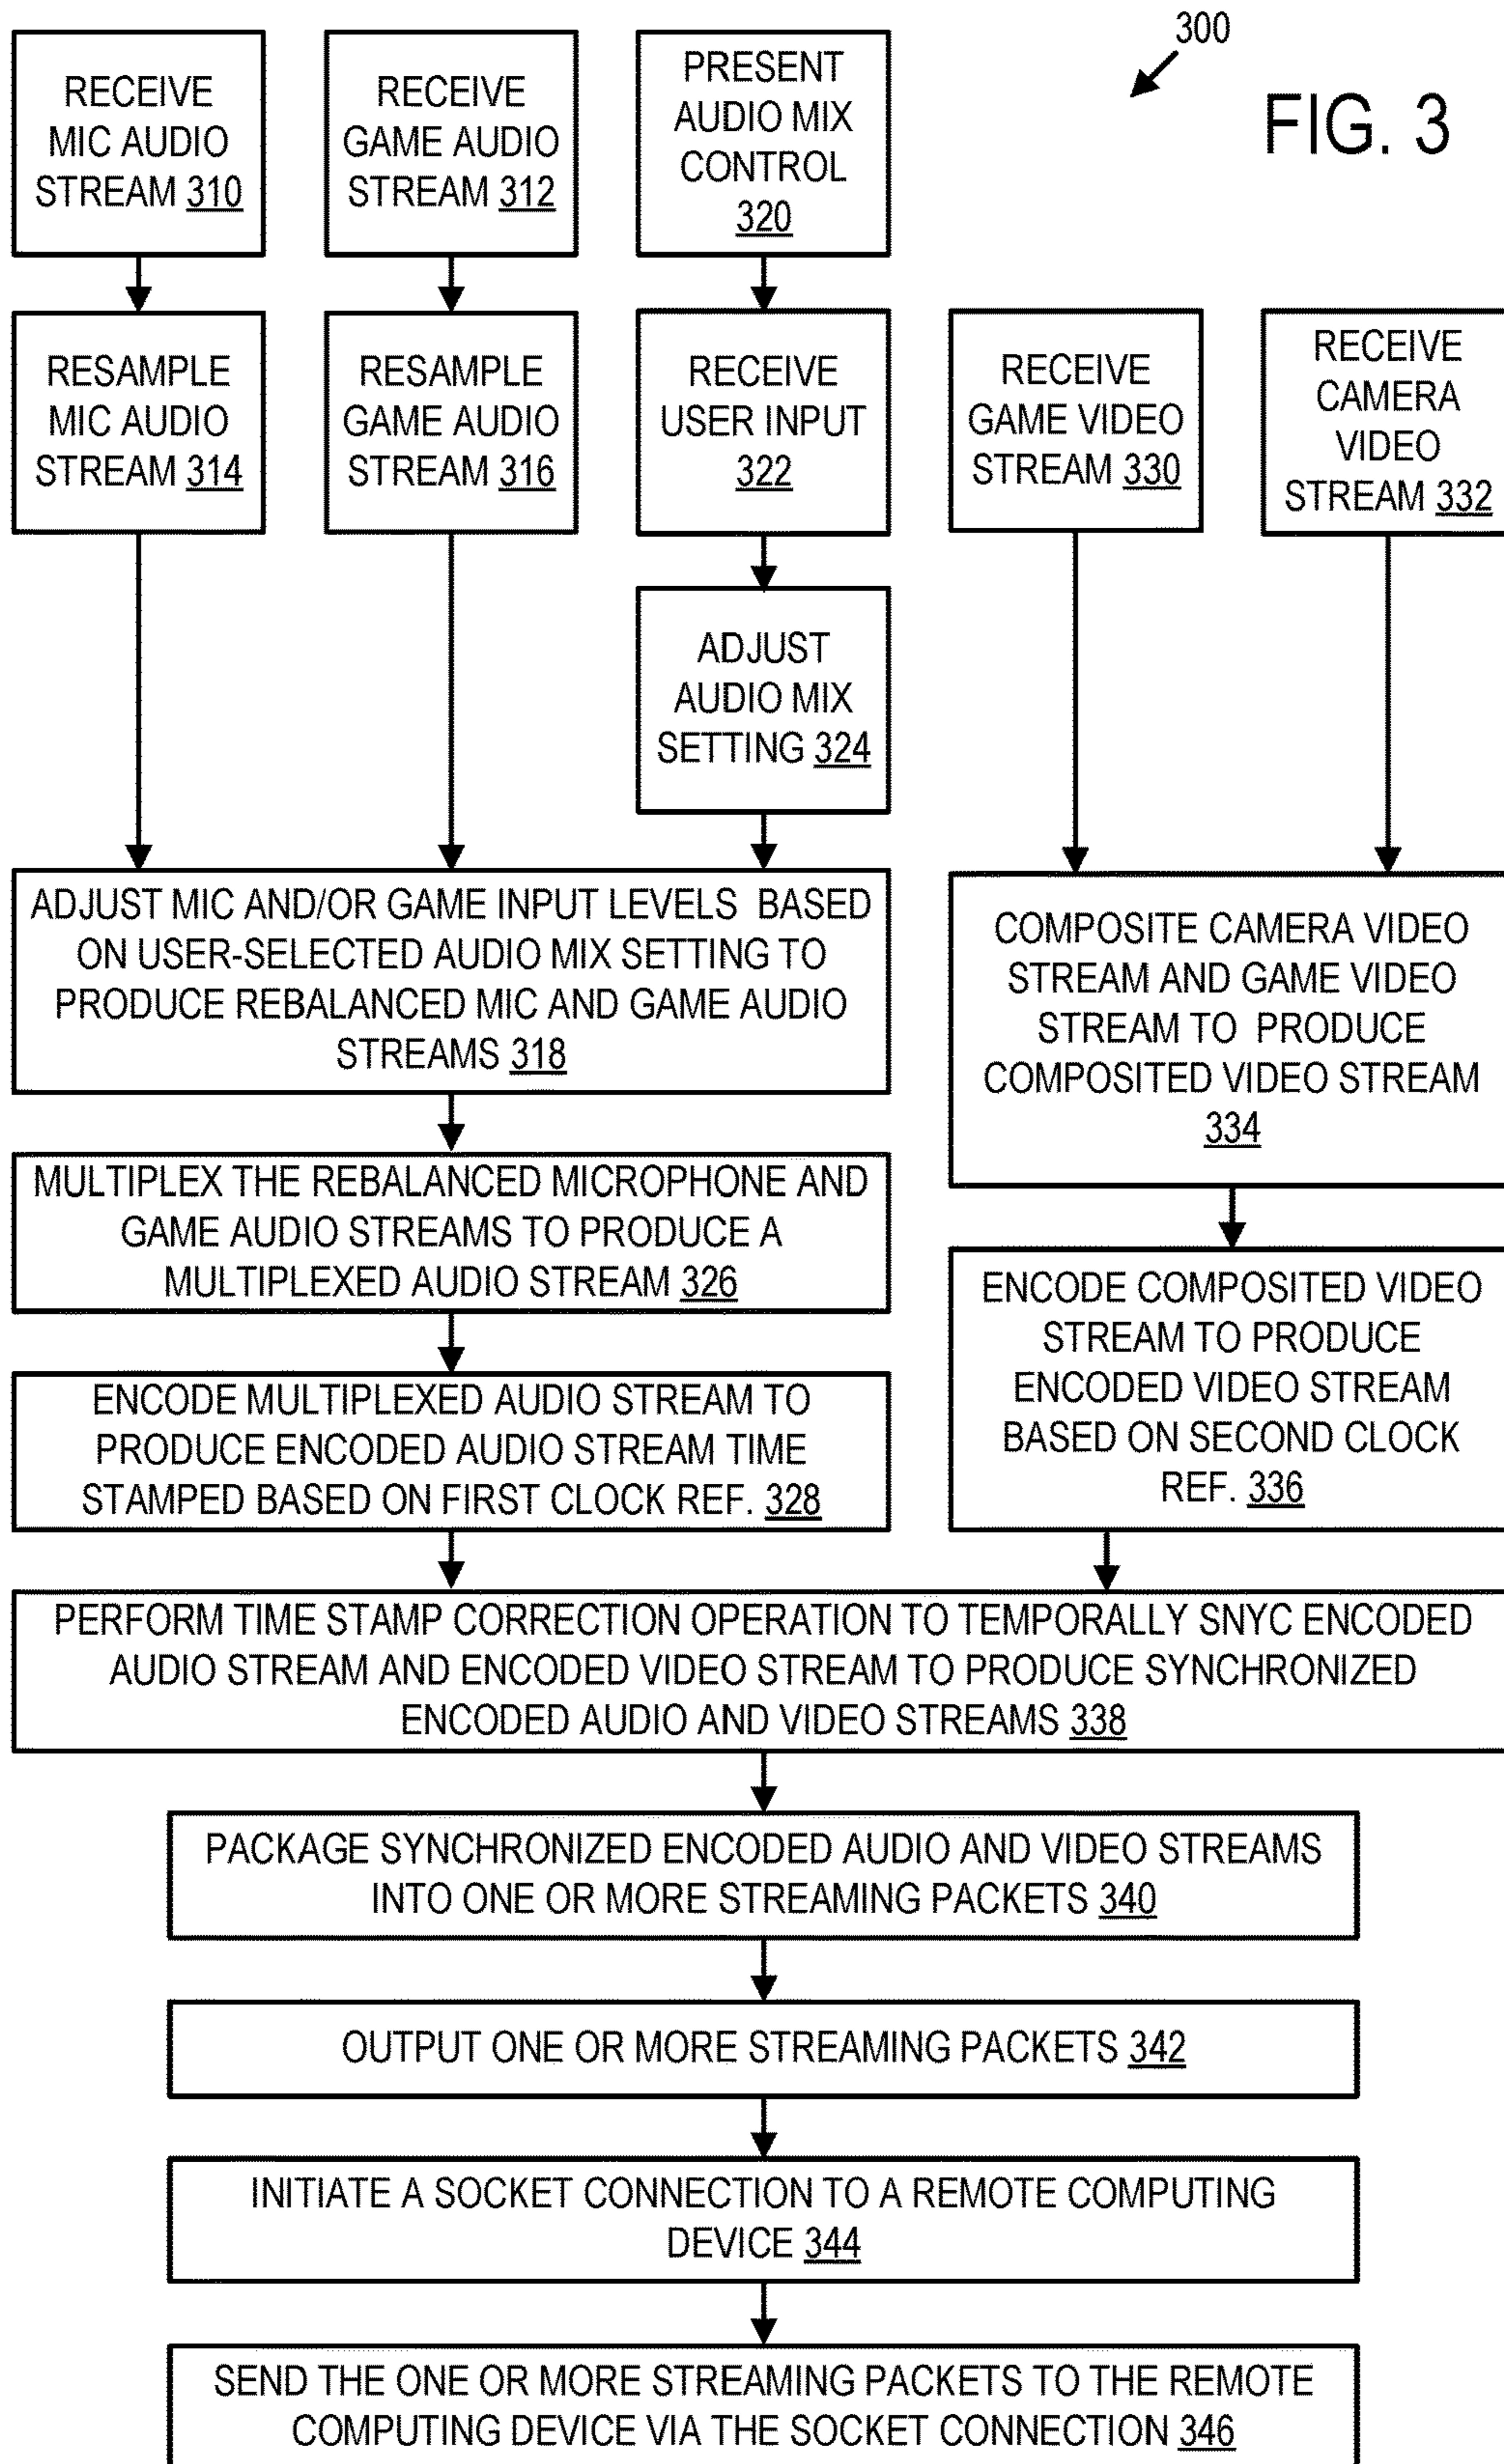 300
FIG. 3
RECEIVE
MIC AUDIO
STREAM 310
RECEIVE
GAME AUDIO
STREAM 312
PRESENT
AUDIO MIX
CONTROL
320
RESAMPLE
MIC AUDIO
STREAM 314
RESAMPLE
GAME AUDIO
STREAM 316
RECEIVE
USER INPUT
322
RECEIVE
GAME VIDEO
STREAM 330
RECEIVE
CAMERA
VIDEO
STREAM 332
ADJUST
AUDIO MIX
SETTING 324
ADJUST MIC AND/OR GAME INPUT LEVELS BASED
ON USER-SELECTED AUDIO MIX SETTING TO
PRODUCE REBALANCED MIC AND GAME AUDIO
STREAMS 318
COMPOSITE CAMERA VIDEO
STREAM AND GAME VIDEO
STREAM TO PRODUCE
COMPOSITED VIDEO STREAM
334
MULTIPLEX THE REBALANCED MICROPHONE AND
GAME AUDIO STREAMS TO PRODUCE A
MULTIPLEXED AUDIO STREAM 326
ENCODE MULTIPLEXED AUDIO STREAM TO
PRODUCE ENCODED AUDIO STREAM TIME
STAMPED BASED ON FIRST CLOCK REF. 328
ENCODE COMPOSITED VIDEO
STREAM TO PRODUCE
ENCODED VIDEO STREAM
BASED ON SECOND CLOCK
REF. 336
PERFORM TIME STAMP CORRECTION OPERATION TO TEMPORALLY SNYC ENCODED
AUDIO STREAM AND ENCODED VIDEO STREAM TO PRODUCE SYNCHRONIZED
ENCODED AUDIO AND VIDEO STREAMS 338
PACKAGE SYNCHRONIZED ENCODED AUDIO AND VIDEO STREAMS
INTO ONE OR MORE STREAMING PACKETS 340
OUTPUT ONE OR MORE STREAMING PACKETS 342
INITIATE A SOCKET CONNECTION TO A REMOTE COMPUTING
DEVICE 344
SEND THE ONE OR MORE STREAMING PACKETS TO THE REMOTE
COMPUTING DEVICE VIA THE SOCKET CONNECTION 346